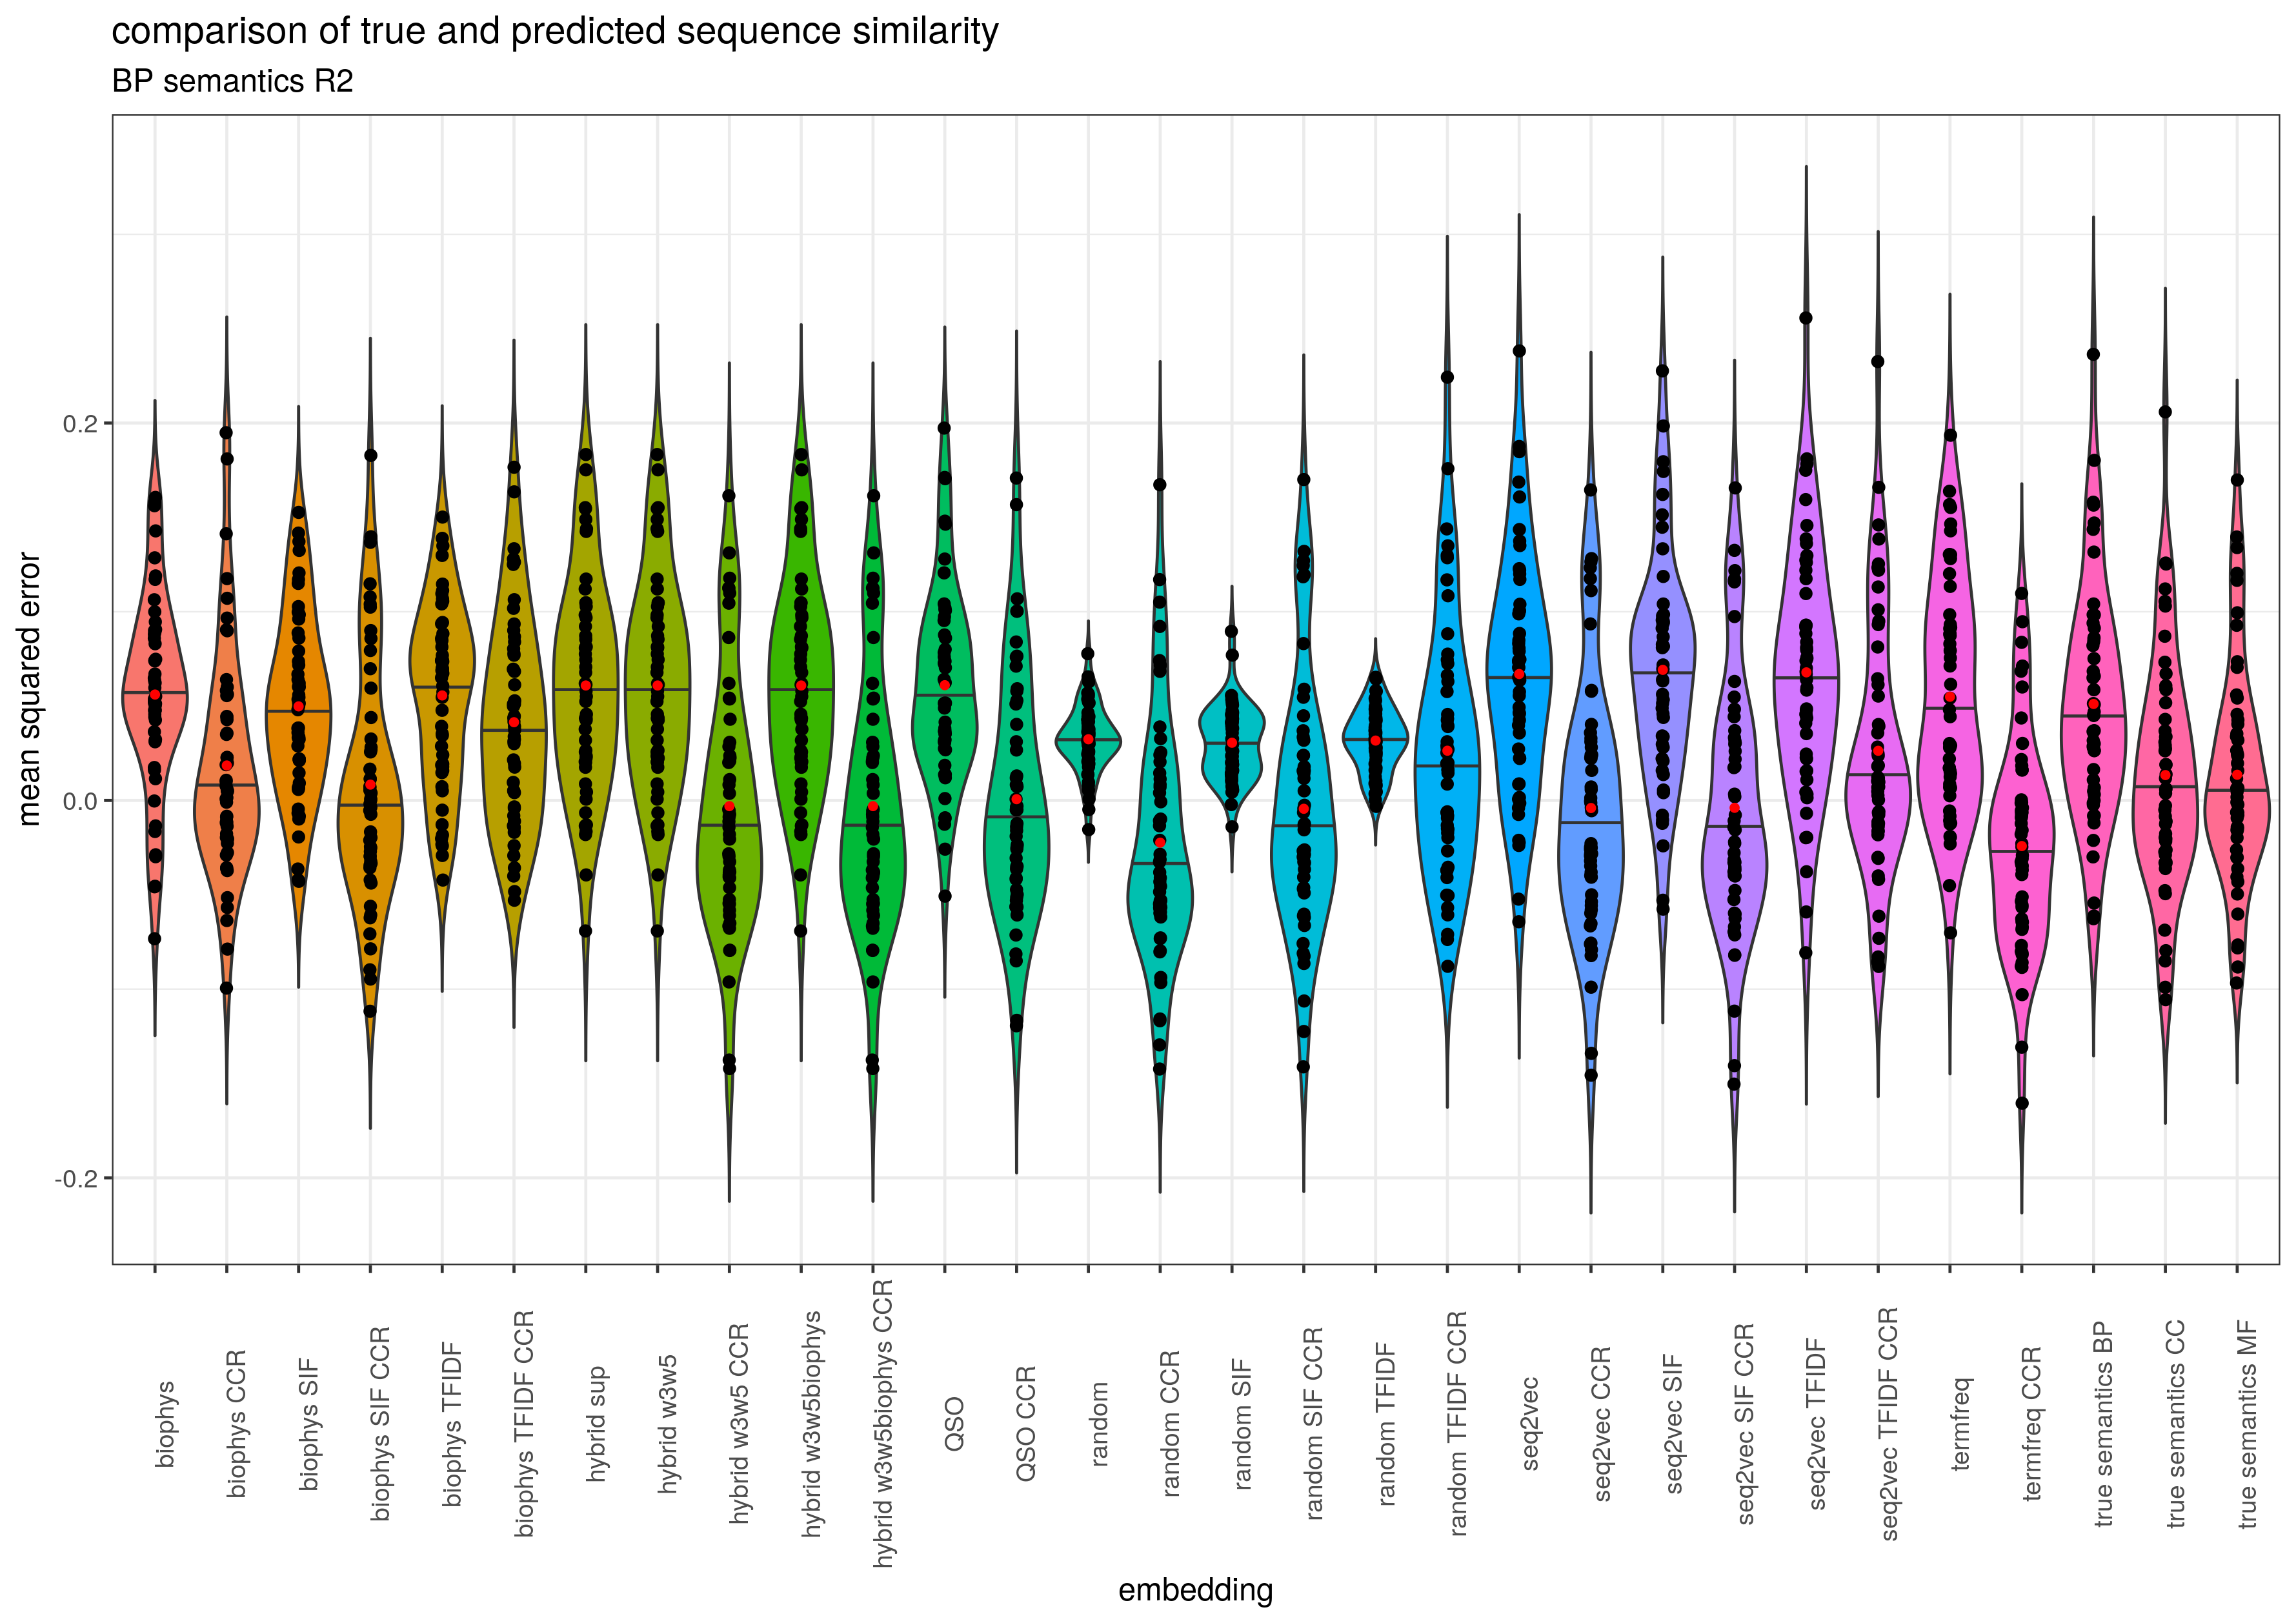 comparison of true and predicted sequence similarity
BP semantics R2
mean squared error
0.2
0.0
-0.2
biophys
biophys CCR
biophys SIF
biophys SIF CCR
biophys TFIDF
biophys TFIDF CCR
hybrid sup
hybrid w3w5
hybrid w3w5 CCR
hybrid w3w5biophys
hybrid w3w5biophys CCR
QSO
QSO CCR
random
random CCR
random SIF
random SIF CCR
random TFIDF
random TFIDF CCR
seq2vec
seq2vec CCR
seq2vec SIF
seq2vec SIF CCR
seq2vec TFIDF
seq2vec TFIDF CCR
termfreq
termfreq CCR
true semantics BP
true semantics CC
true semantics MF
embedding